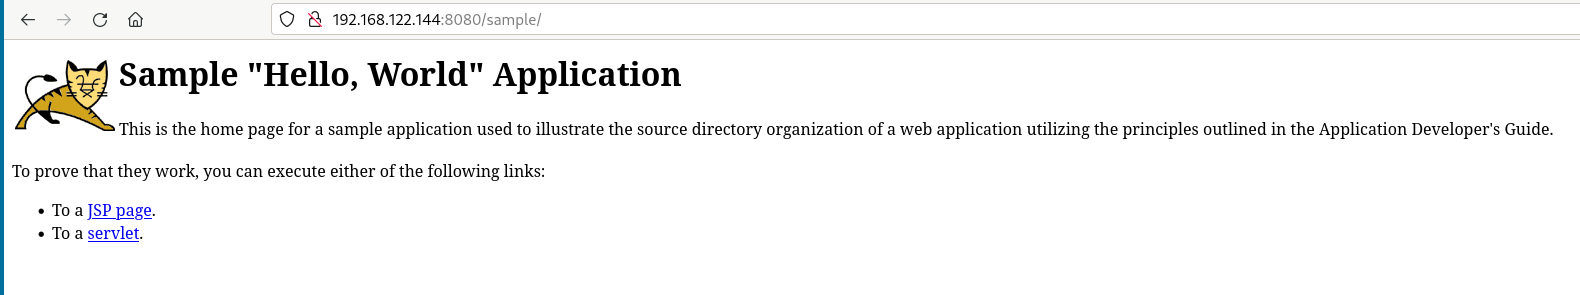 192.168.122.144:8080/sample/
Sample "Hello, World" Application
This is the home page for a sample application used to illustrate the source directory organization of a web application utilizing the principles outlined in the Application Developer's Guide.
To prove that they work, you can execute either of the following links:
• To a JSP page.
• To a servlet.